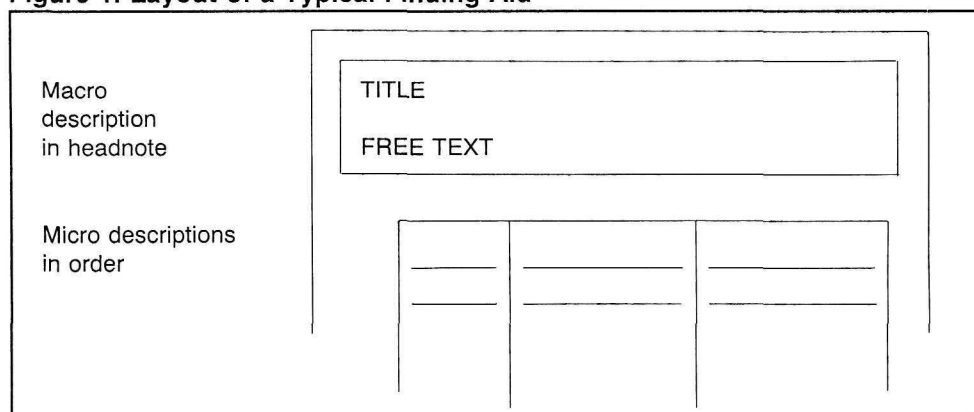 Figure 1. Layout of a Typical Finding Aid
Macro
description
in headnote
TITLE
FREE TEXT
Micro descriptions
in order